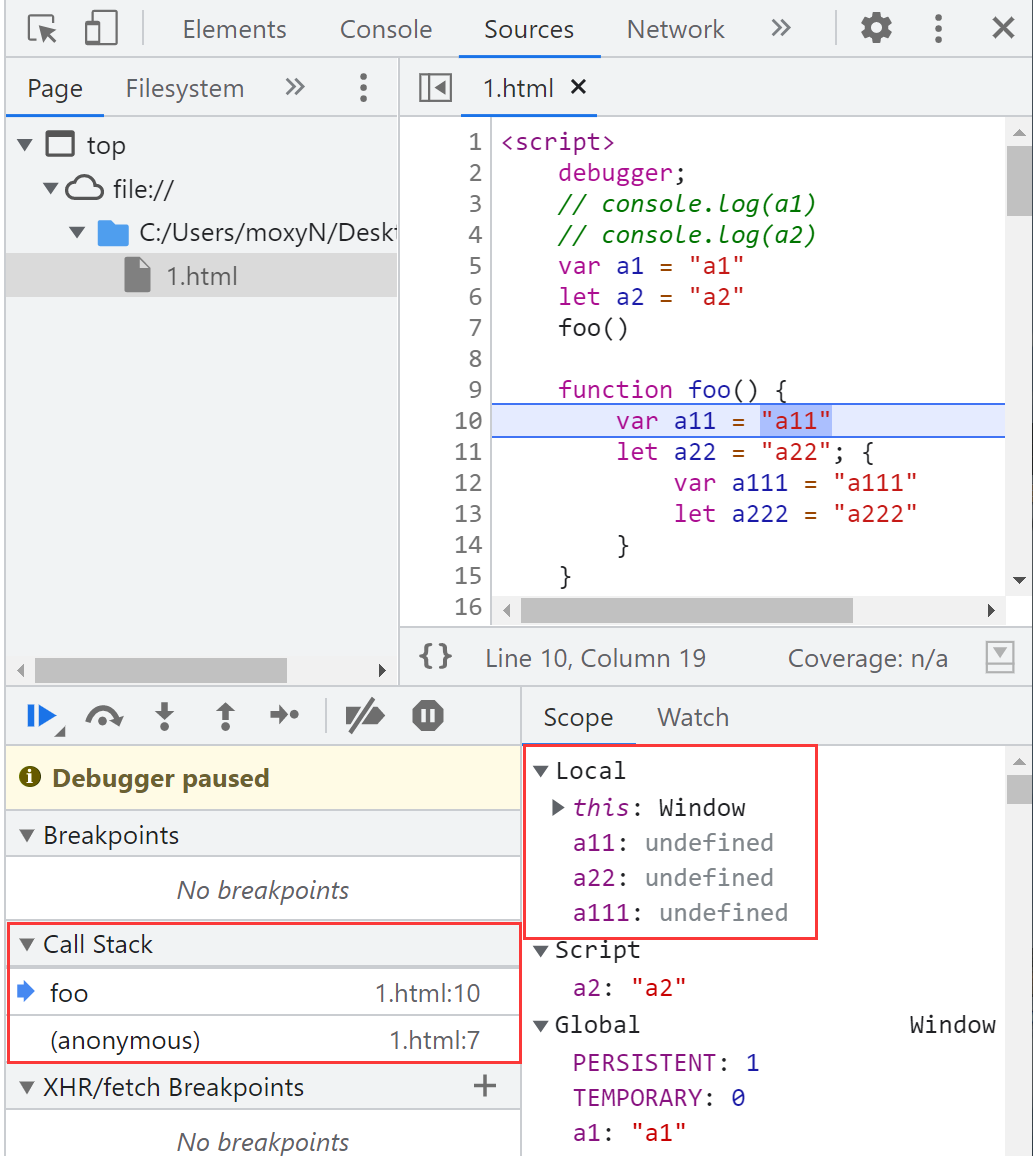 Elements Console Sources Network »
Page Filesystem »
1.html ×
top
file://
C:/Users/moxyN/Deskt
1.html
1 <script>
2     debugger;
3     // console.log(a1)
4     // console.log(a2)
5     var a1 = "a1"
6     let a2 = "a2"
7     foo()
8
9     function foo() {
10         var a11 = "a11"
11         let a22 = "a22"; {
12             var a111 = "a111"
13             let a222 = "a222"
14         }
15     }
16
{} Line 10, Column 19 Coverage: n/a
Debugger paused
Breakpoints
No breakpoints
Call Stack
foo 1.html:10
(anonymous) 1.html:7
XHR/fetch Breakpoints +
No breakpoints
Scope Watch
Local
this: Window
a11: undefined
a22: undefined
a111: undefined
Script
a2: "a2"
Global Window
PERSISTENT: 1
TEMPORARY: 0
a1: "a1"